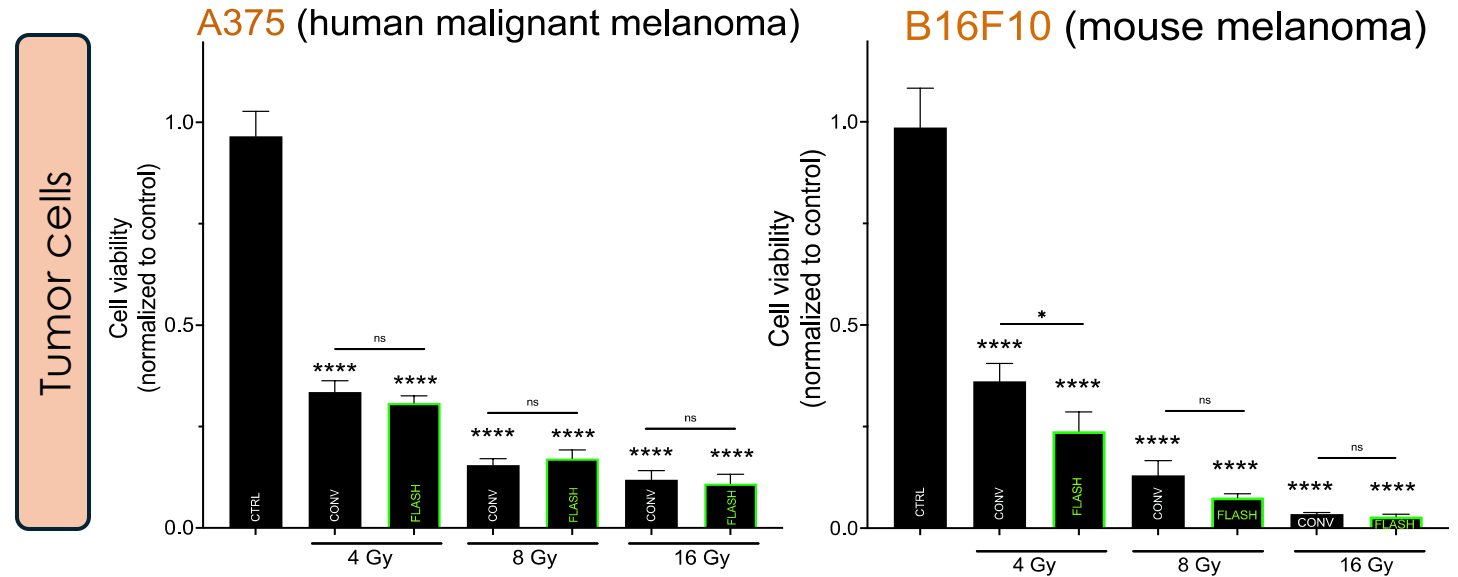 Tumor cells
A375 (human malignant melanoma)
Cell viability
(normalized to control)
1.0
0.5
0.0
ns
ns
ns
****
****
****
****
****
****
CTRL
CONV
FLASH
CONV
FLASH
CONV
FLASH
4 Gy
8 Gy
16 Gy
B16F10 (mouse melanoma)
Cell viability
(normalized to control)
1.0
0.5
0.0
*
ns
ns
****
****
****
****
****
****
CTRL
CONV
FLASH
CONV
FLASH
CONV
FLASH
4 Gy
8 Gy
16 Gy